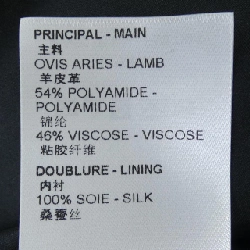 PRINCIPAL - MAIN
主料
OVIS ARIES - LAMB
羊皮革
54% POLYAMIDE -
POLYAMIDE
锦纶
46% VISCOSE - VISCOSE
粘胶纤维
DOUBLURE - LINING
内衬
100% SOIE - SILK
桑蚕丝